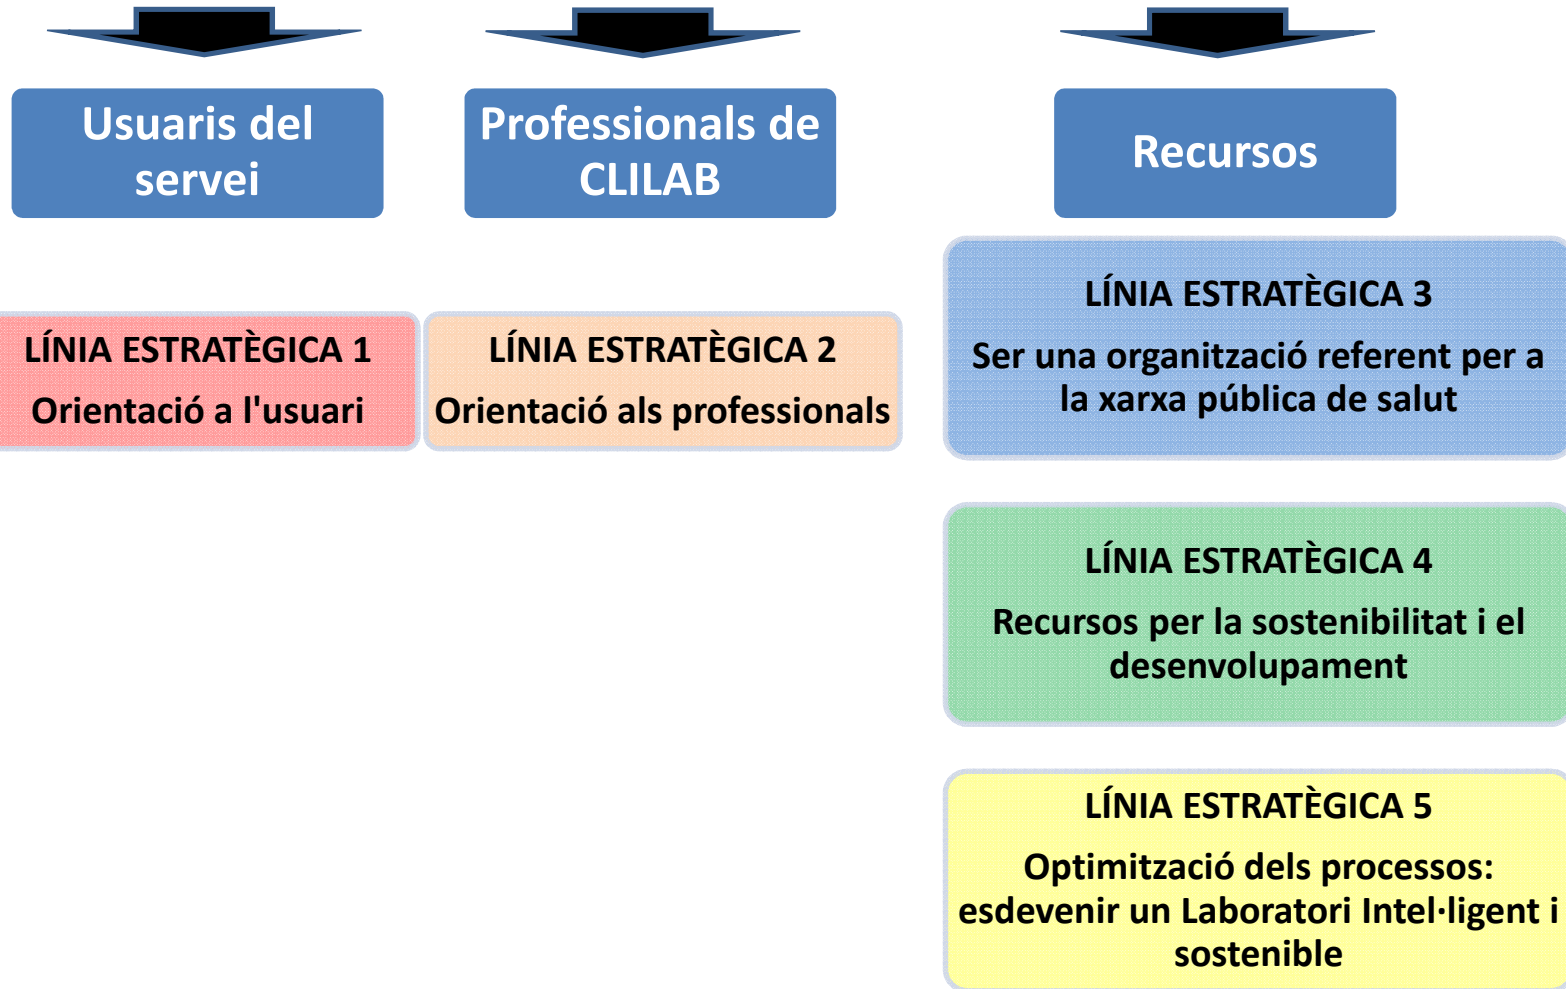 Usuaris del
servei
Professionals de
CLILAB
Recursos
LÍNIA ESTRATÈGICA 1
Orientació a l'usuari
LÍNIA ESTRATÈGICA 2
Orientació als professionals
LÍNIA ESTRATÈGICA 3
Ser una organització referent per a
la xarxa pública de salut
LÍNIA ESTRATÈGICA 4
Recursos per la sostenibilitat i el
desenvolupament
LÍNIA ESTRATÈGICA 5
Optimització dels processos:
esdevenir un Laboratori Intel·ligent i
sostenible